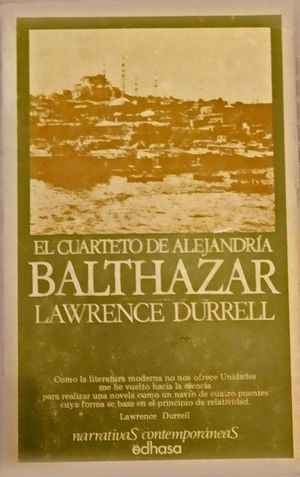 EL CUARTETO DE ALEJANDRÍA
BALTHAZAR
LAWRENCE DURRELL
Como la literatura moderna no nos ofrece Unidades
me he vuelto hacia la ciencia
para realizar una novela como un navío de cuatro puentes
cuya forma se basa en el principio de relatividad.
Lawrence Durrell
narrativaS contemporáneaS
edhasa